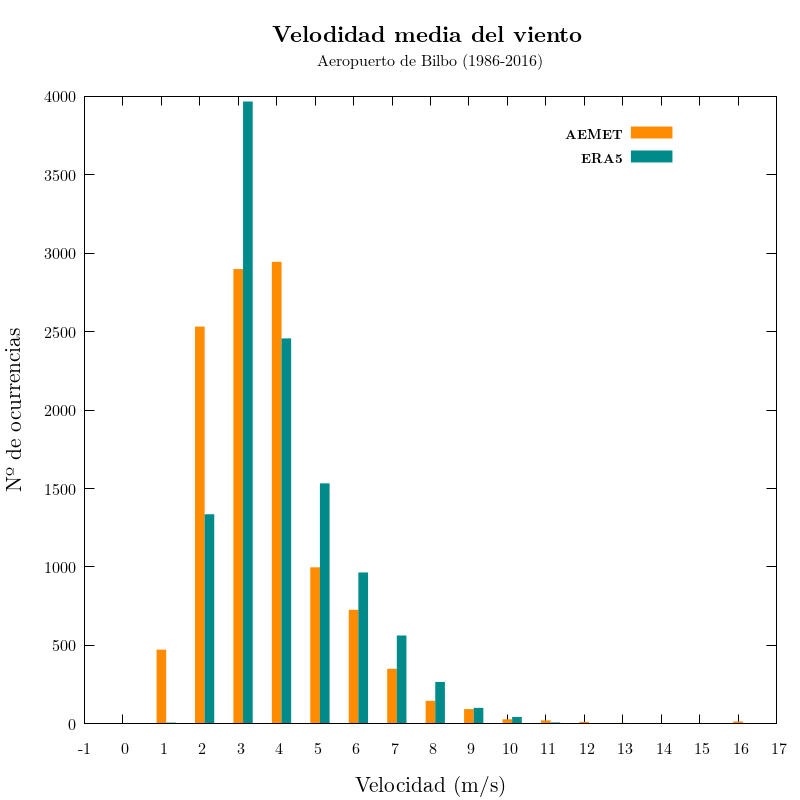 Velodidad media del viento
Aeropuerto de Bilbo (1986-2016)
AEMET
ERA5
4000
3500
3000
2500
2000
1500
1000
500
0
-1 0 1 2 3 4 5 6 7 8 9 10 11 12 13 14 15 16 17
Nº de ocurrencias
Velocidad (m/s)